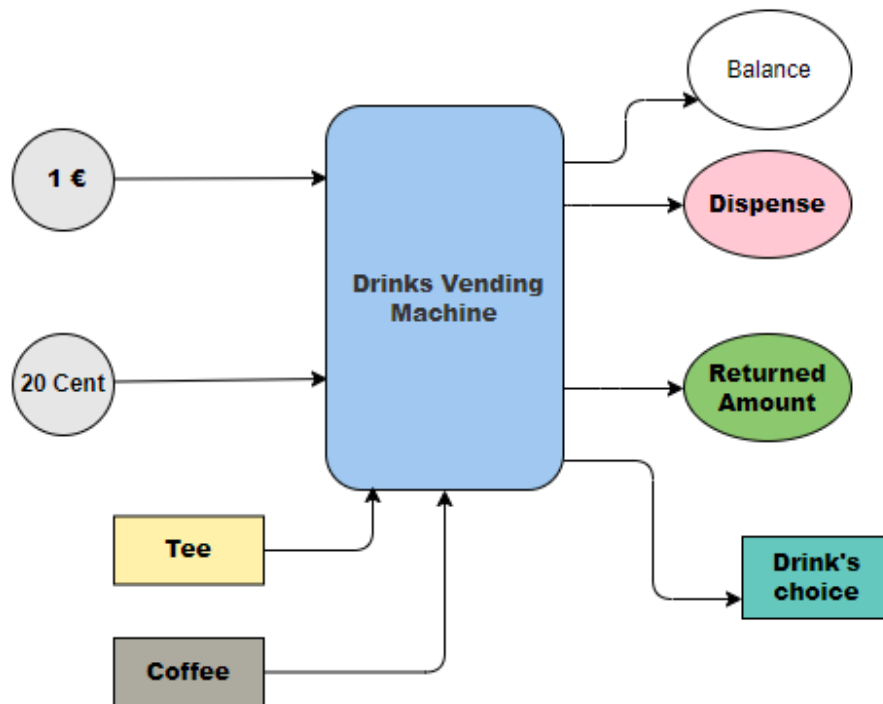 Balance
1 €
Dispense
Drinks Vending
Machine
20 Cent
Returned
Amount
Tee
Drink's
choice
Coffee